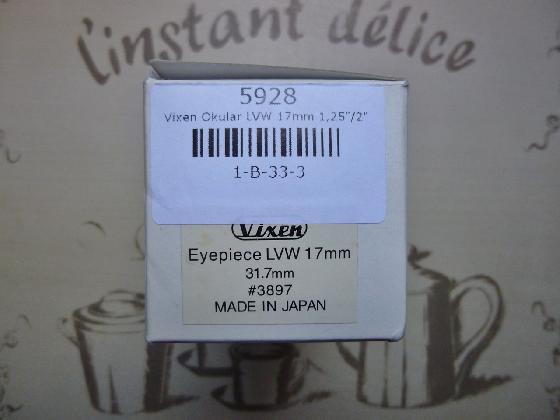 l'instant délice
5928
Vixen Okular LVW 17mm 1,25"/2"
1-B-33-3
Vixen
Eyepiece LVW 17mm
31.7mm
#3897
MADE IN JAPAN